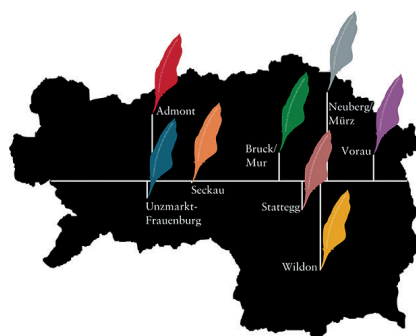 Admont
Neuberg/
Mürz
Bruck/
Mur
Vorau
Seckau
Unzmarkt-
Frauenburg
Stattegg
Wildon